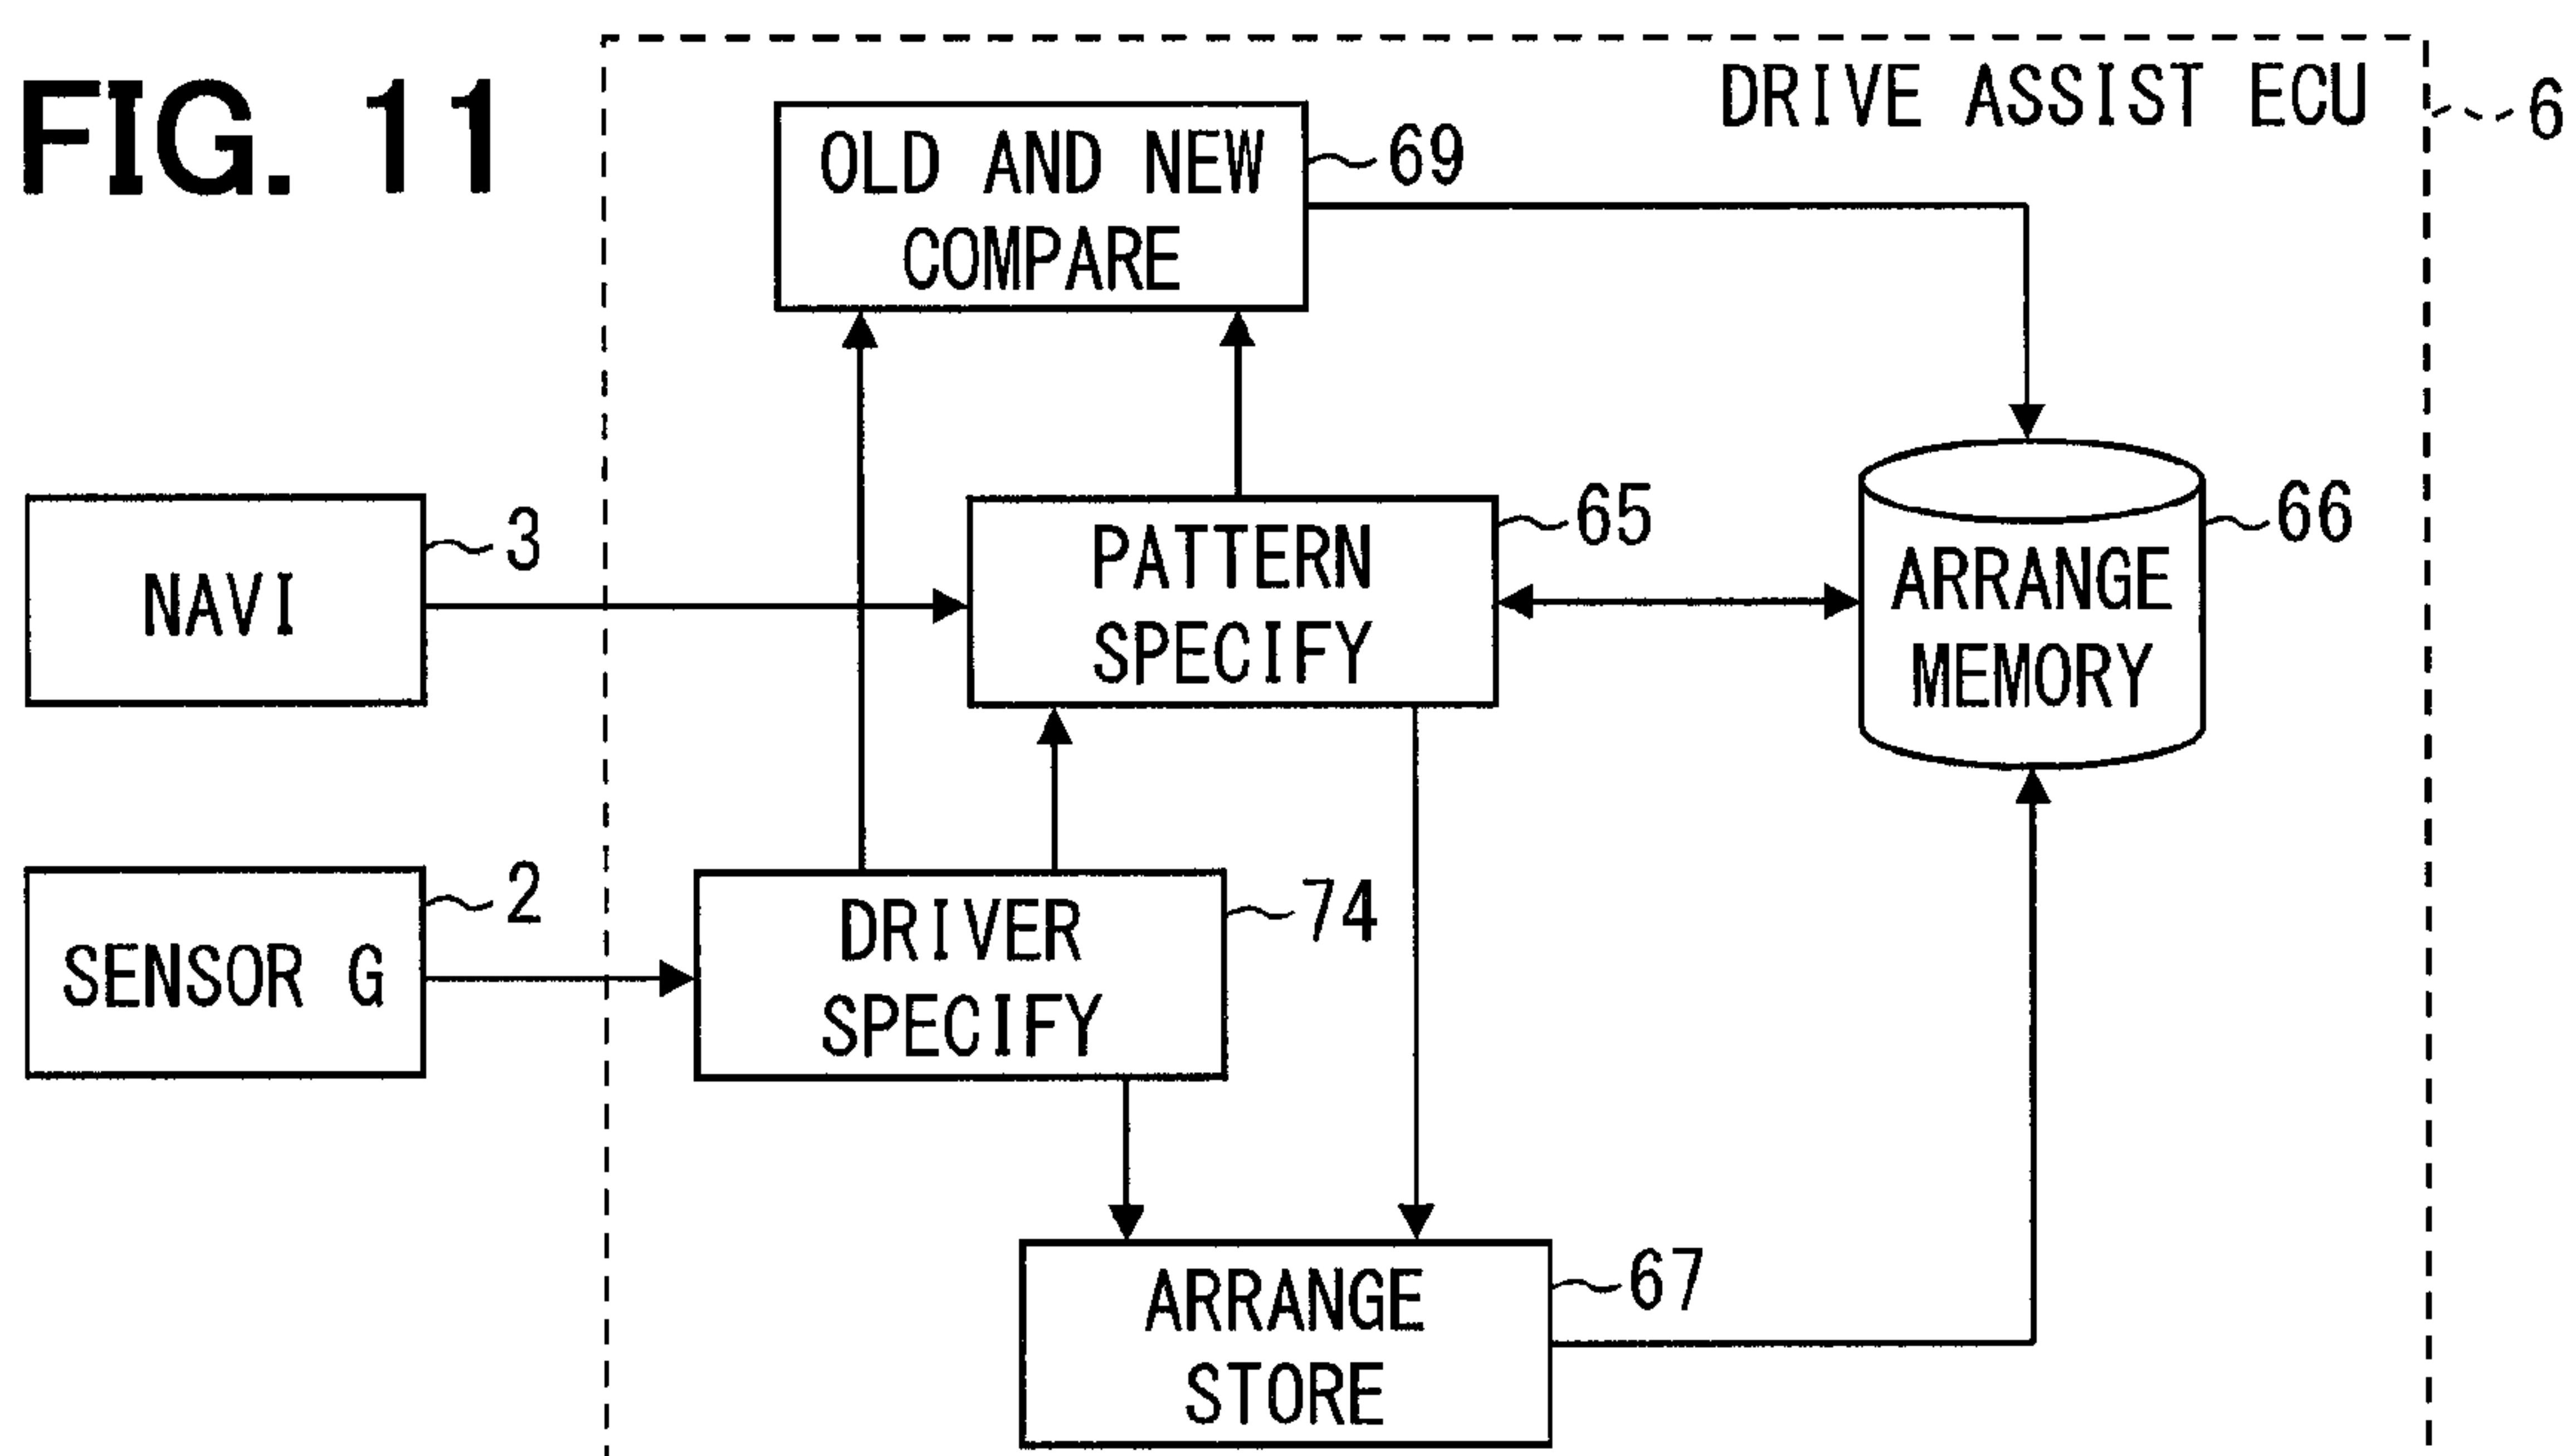 FIG. 11
DRIVE ASSIST ECU
6
OLD AND NEW
COMPARE
69
NAVI
3
PATTERN
SPECIFY
65
ARRANGE
MEMORY
66
SENSOR G
2
DRIVER
SPECIFY
74
ARRANGE
STORE
67